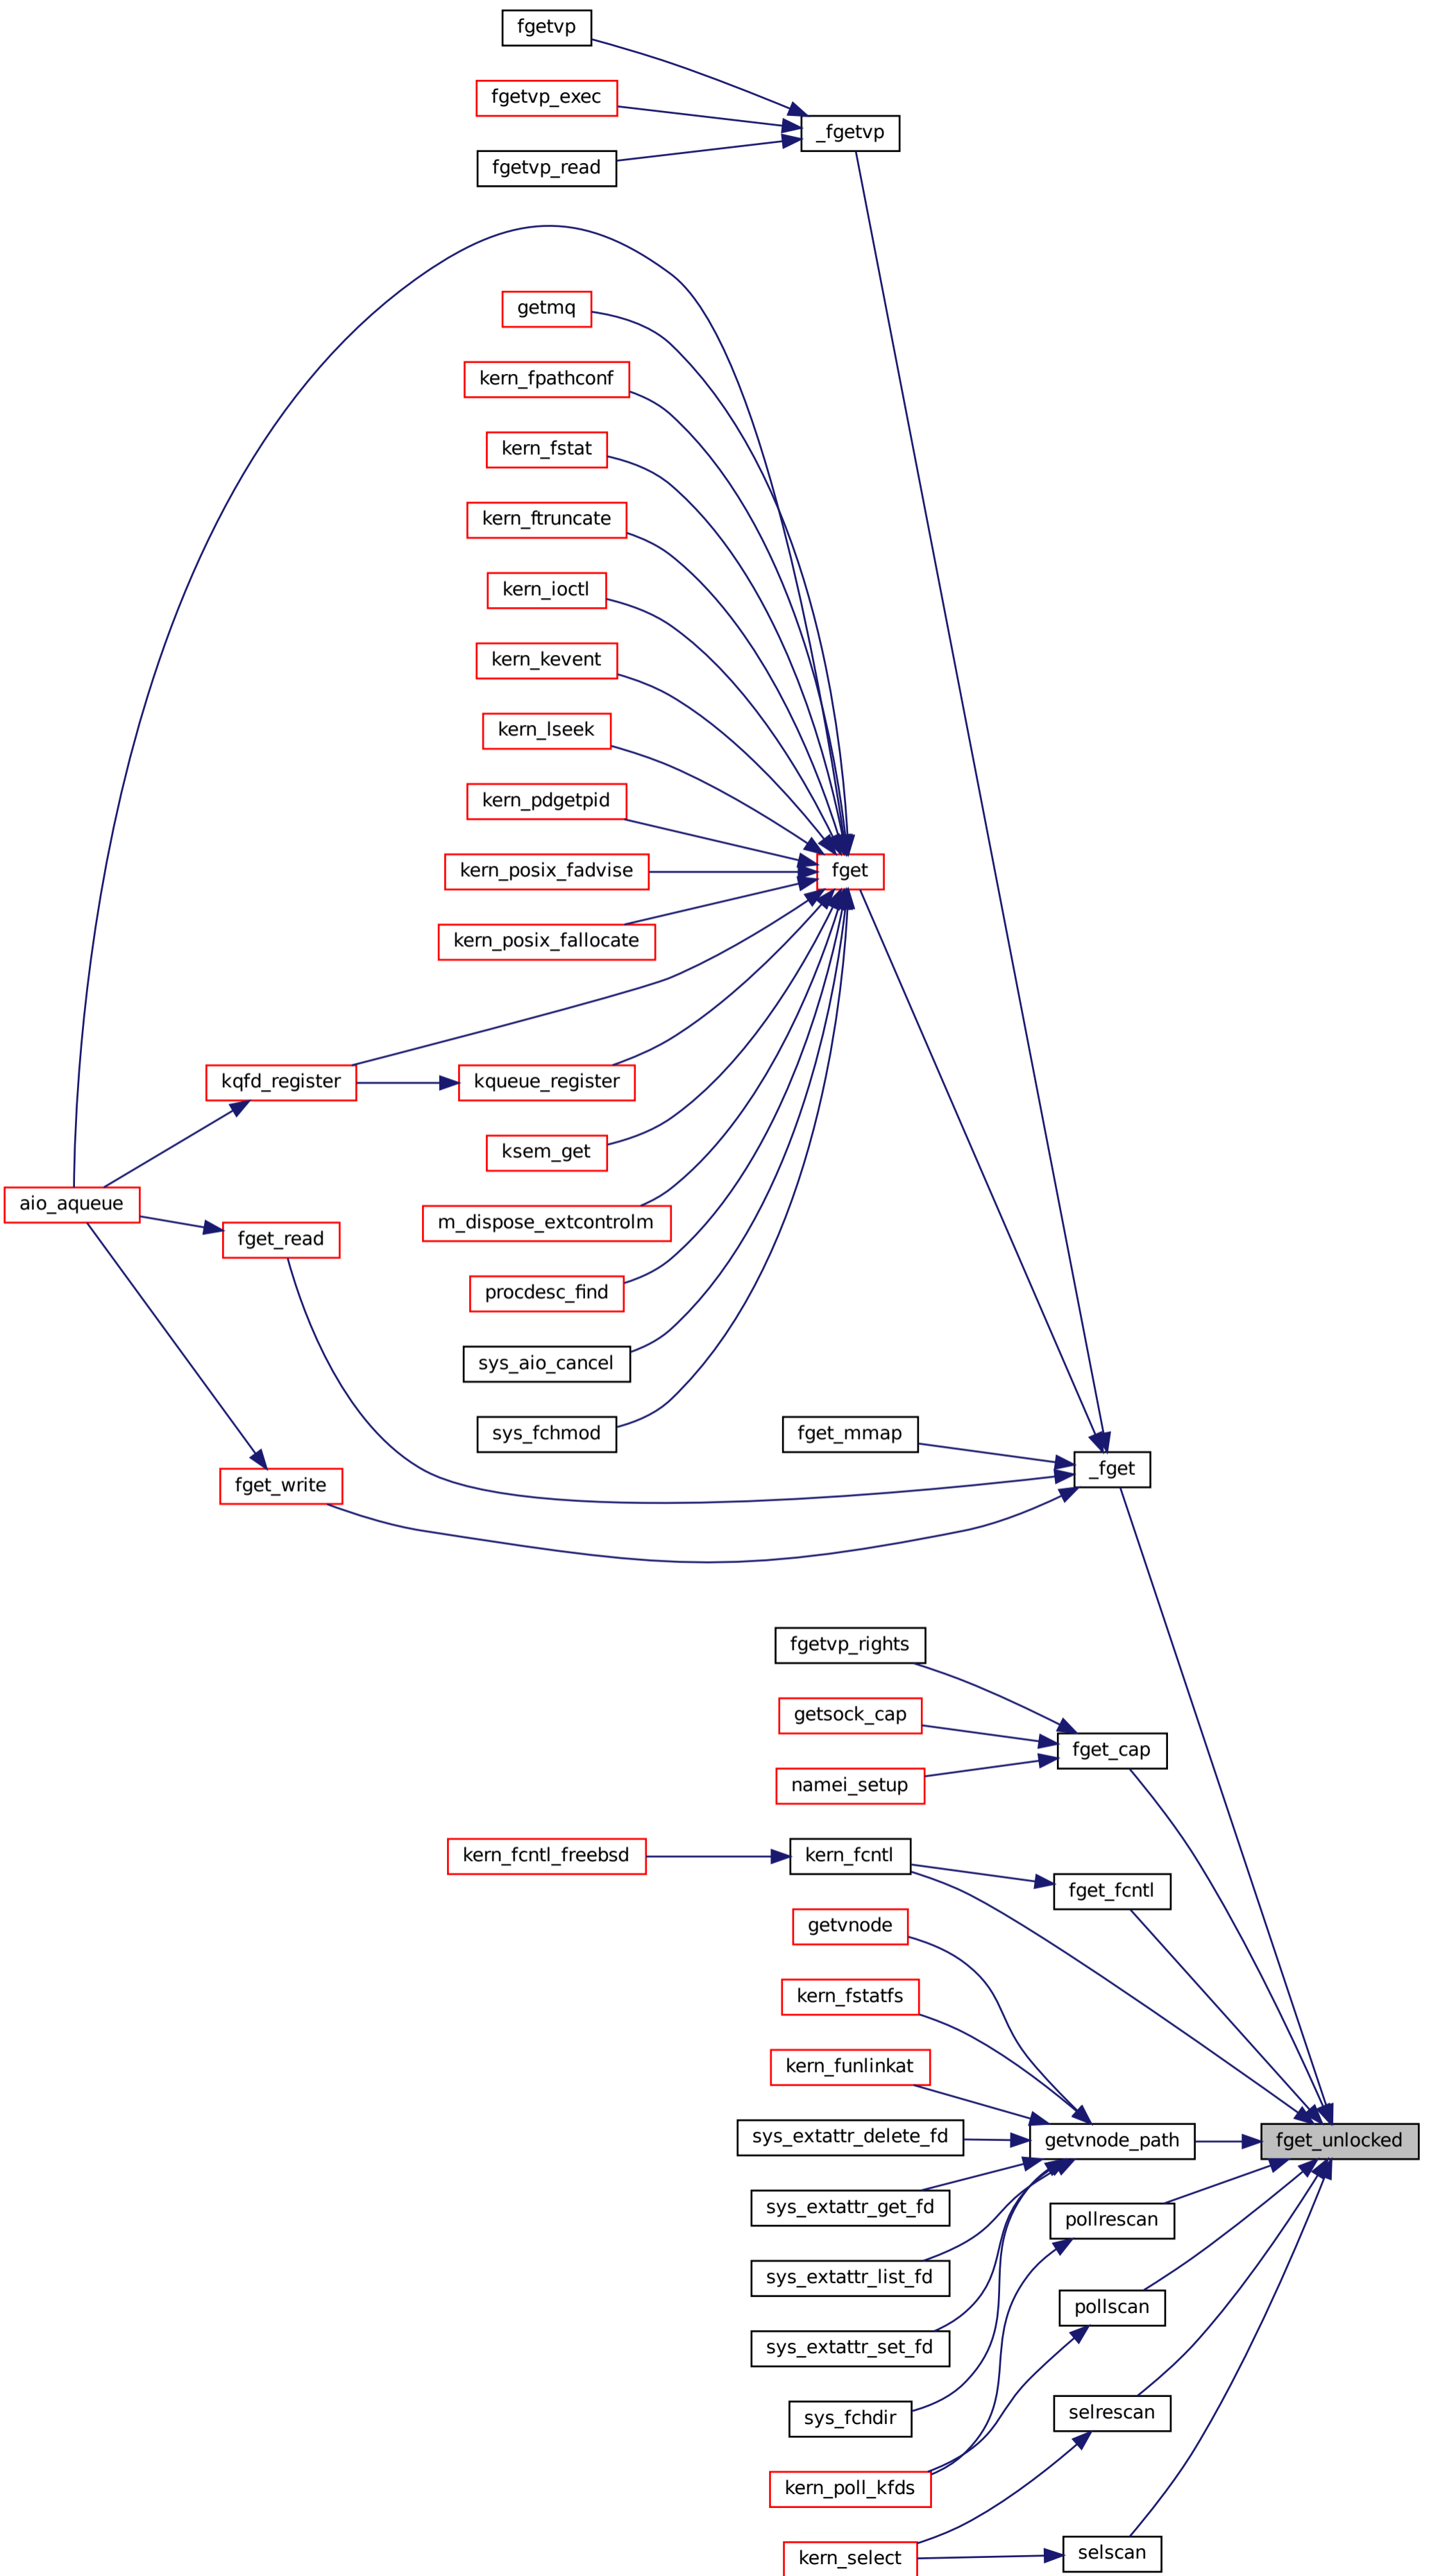 fgetvp
fgetvp_exec
_fgetvp
fgetvp_read
getmq
kern_fpathconf
kern_fstat
kern_ftruncate
kern_ioctl
kern_kevent
kern_lseek
kern_pdgetpid
kern_posix_fadvise
fget
kern_posix_fallocate
kqfd_register
kqueue_register
ksem_get
aio_aqueue
m_dispose_extcontrolm
fget_read
procdesc_find
sys_aio_cancel
sys_fchmod
fget_mmap
_fget
fget_write
fgetvp_rights
getsock_cap
fget_cap
namei_setup
kern_fcntl_freebsd
kern_fcntl
fget_fcntl
getvnode
kern_fstatfs
kern_funlinkat
sys_extattr_delete_fd
getvnode_path
fget_unlocked
sys_extattr_get_fd
pollrescan
sys_extattr_list_fd
pollscan
sys_extattr_set_fd
sys_fchdir
selrescan
kern_poll_kfds
kern_select
selscan